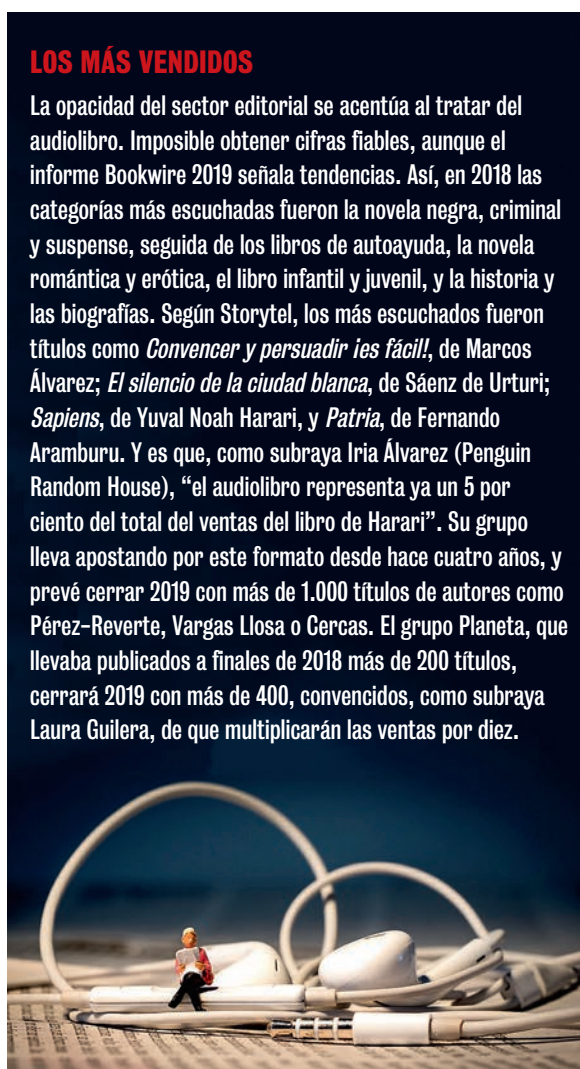 LOS MÁS VENDIDOS
La opacidad del sector editorial se acentúa al tratar del
audiolibro. Imposible obtener cifras fiables, aunque el
informe Bookwire 2019 señala tendencias. Así, en 2018 las
categorías más escuchadas fueron la novela negra, criminal
y suspense, seguida de los libros de autoayuda, la novela
romántica y erótica, el libro infantil y juvenil, y la historia y
las biografías. Según Storytel, los más escuchados fueron
títulos como Convencer y persuadir ¡es fácil!, de Marcos
Álvarez; El silencio de la ciudad blanca, de Sáenz de Urturi;
Sapiens, de Yuval Noah Harari, y Patria, de Fernando
Aramburu. Y es que, como subraya Iria Álvarez (Penguin
Random House), “el audiolibro representa ya un 5 por
ciento del total del ventas del libro de Harari”. Su grupo
lleva apostando por este formato desde hace cuatro años, y
prevé cerrar 2019 con más de 1.000 títulos de autores como
Pérez-Reverte, Vargas Llosa o Cercas. El grupo Planeta, que
llevaba publicados a finales de 2018 más de 200 títulos,
cerrará 2019 con más de 400, convencidos, como subraya
Laura Guilera, de que multiplicarán las ventas por diez.